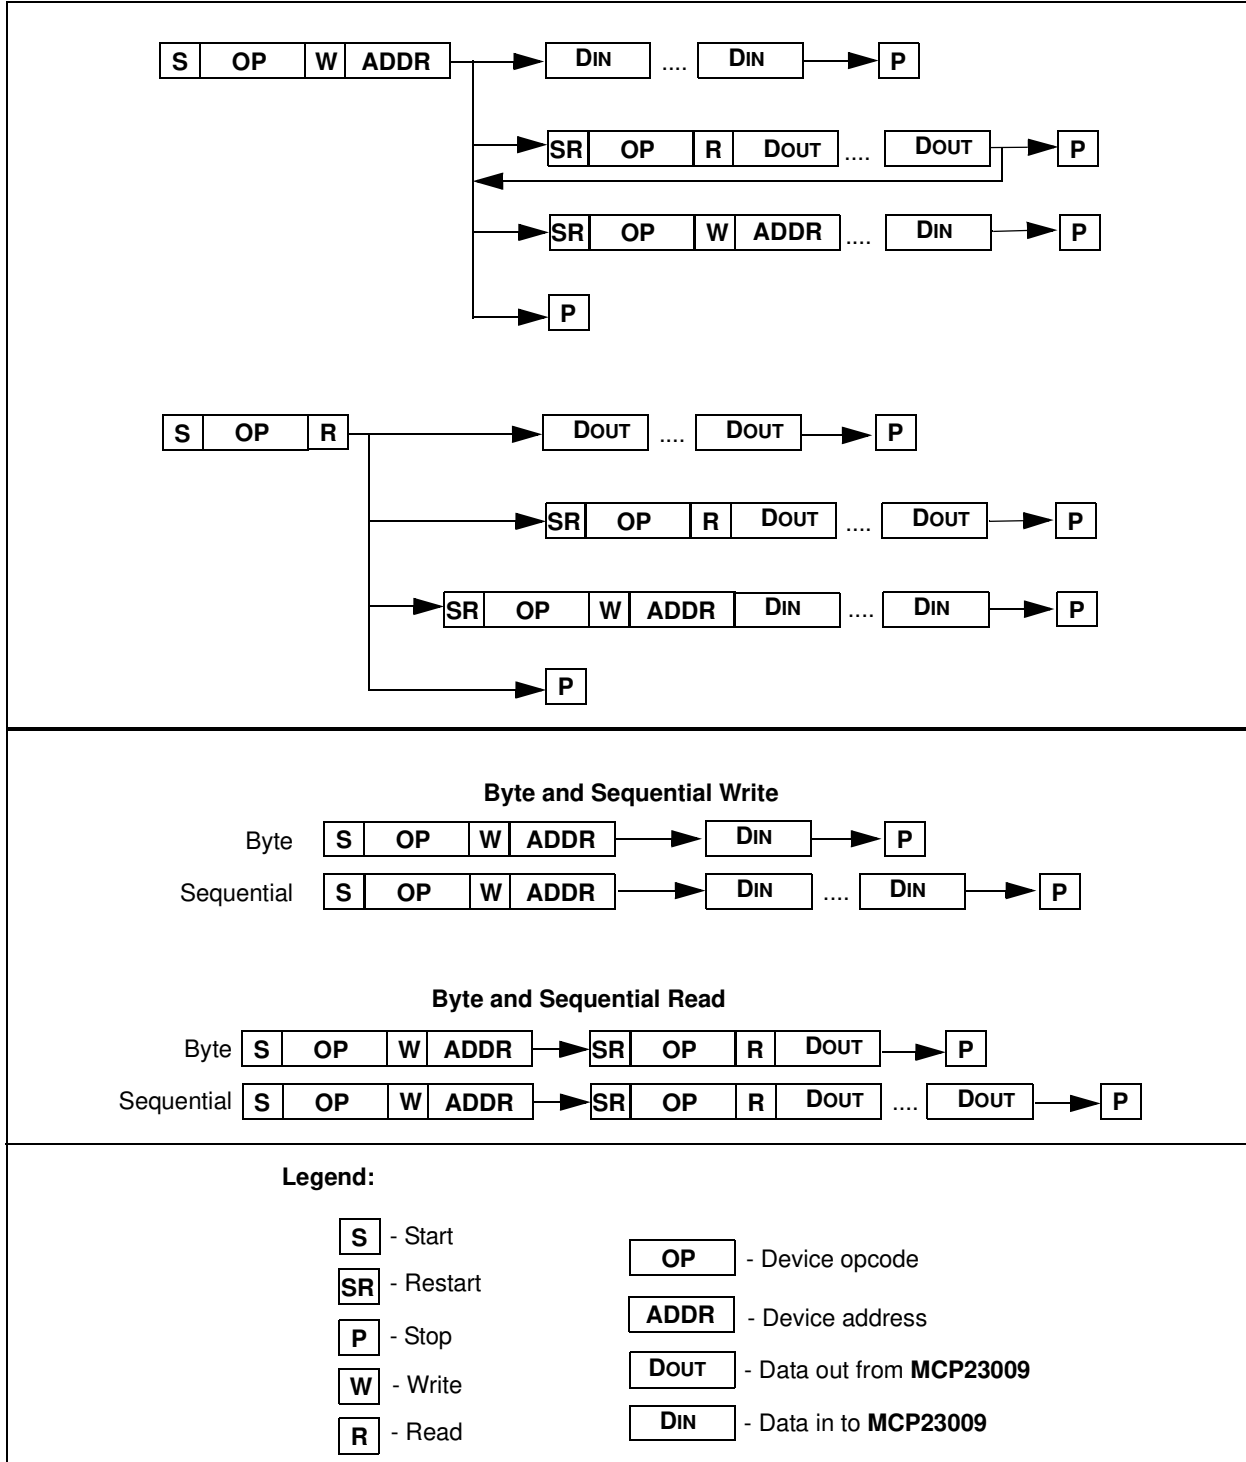 S OP W ADDR DIN .... DIN P
SR OP R DOUT .... DOUT P
SR OP W ADDR .... DIN P
P
S OP R DOUT .... DOUT P
SR OP R DOUT .... DOUT P
SR OP W ADDR DIN .... DIN P
P
Byte and Sequential Write
Byte S OP W ADDR DIN P
Sequential S OP W ADDR DIN .... DIN P
Byte and Sequential Read
Byte S OP W ADDR SR OP R DOUT P
Sequential S OP W ADDR SR OP R DOUT .... DOUT P
Legend:
S - Start
SR - Restart
P - Stop
W - Write
R - Read
OP - Device opcode
ADDR - Device address
DOUT - Data out from MCP23009
DIN - Data in to MCP23009